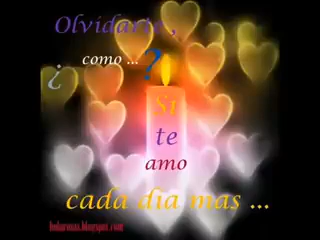 Olvidarte ,
¿ como ... ?
Si
te
amo
cada dia mas ...